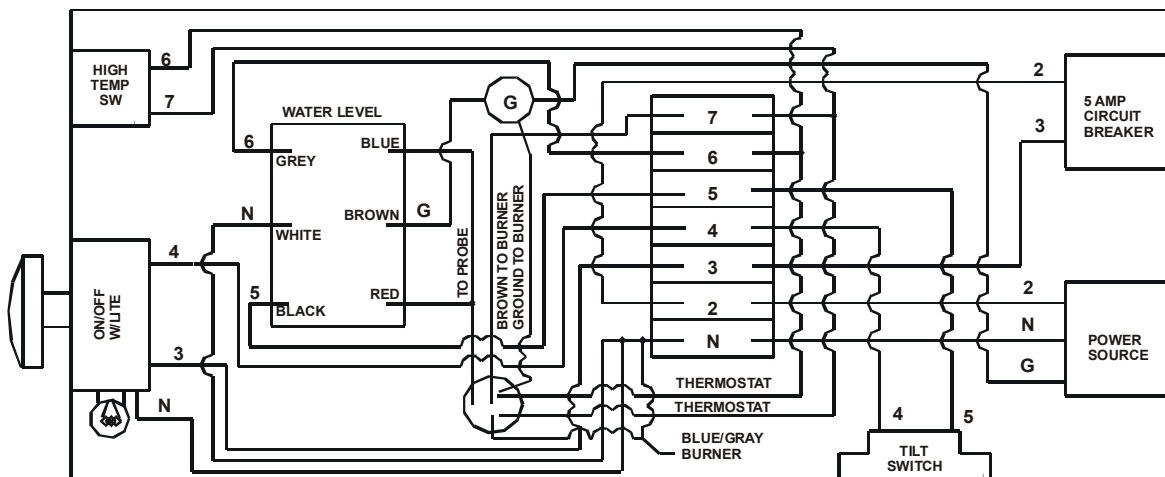 HIGH
TEMP
SW
6
7
WATER LEVEL
6
GREY
BLUE
N
WHITE
BROWN
G
5
BLACK
RED
G
TO PROBE
BROWN TO BURNER
GROUND TO BURNER
7
6
5
4
3
2
N
2
3
5 AMP
CIRCUIT
BREAKER
ON/OFF
W/LITE
4
3
N
2
N
G
POWER
SOURCE
THERMOSTAT
THERMOSTAT
BLUE/GRAY
BURNER
4
5
TILT
SWITCH